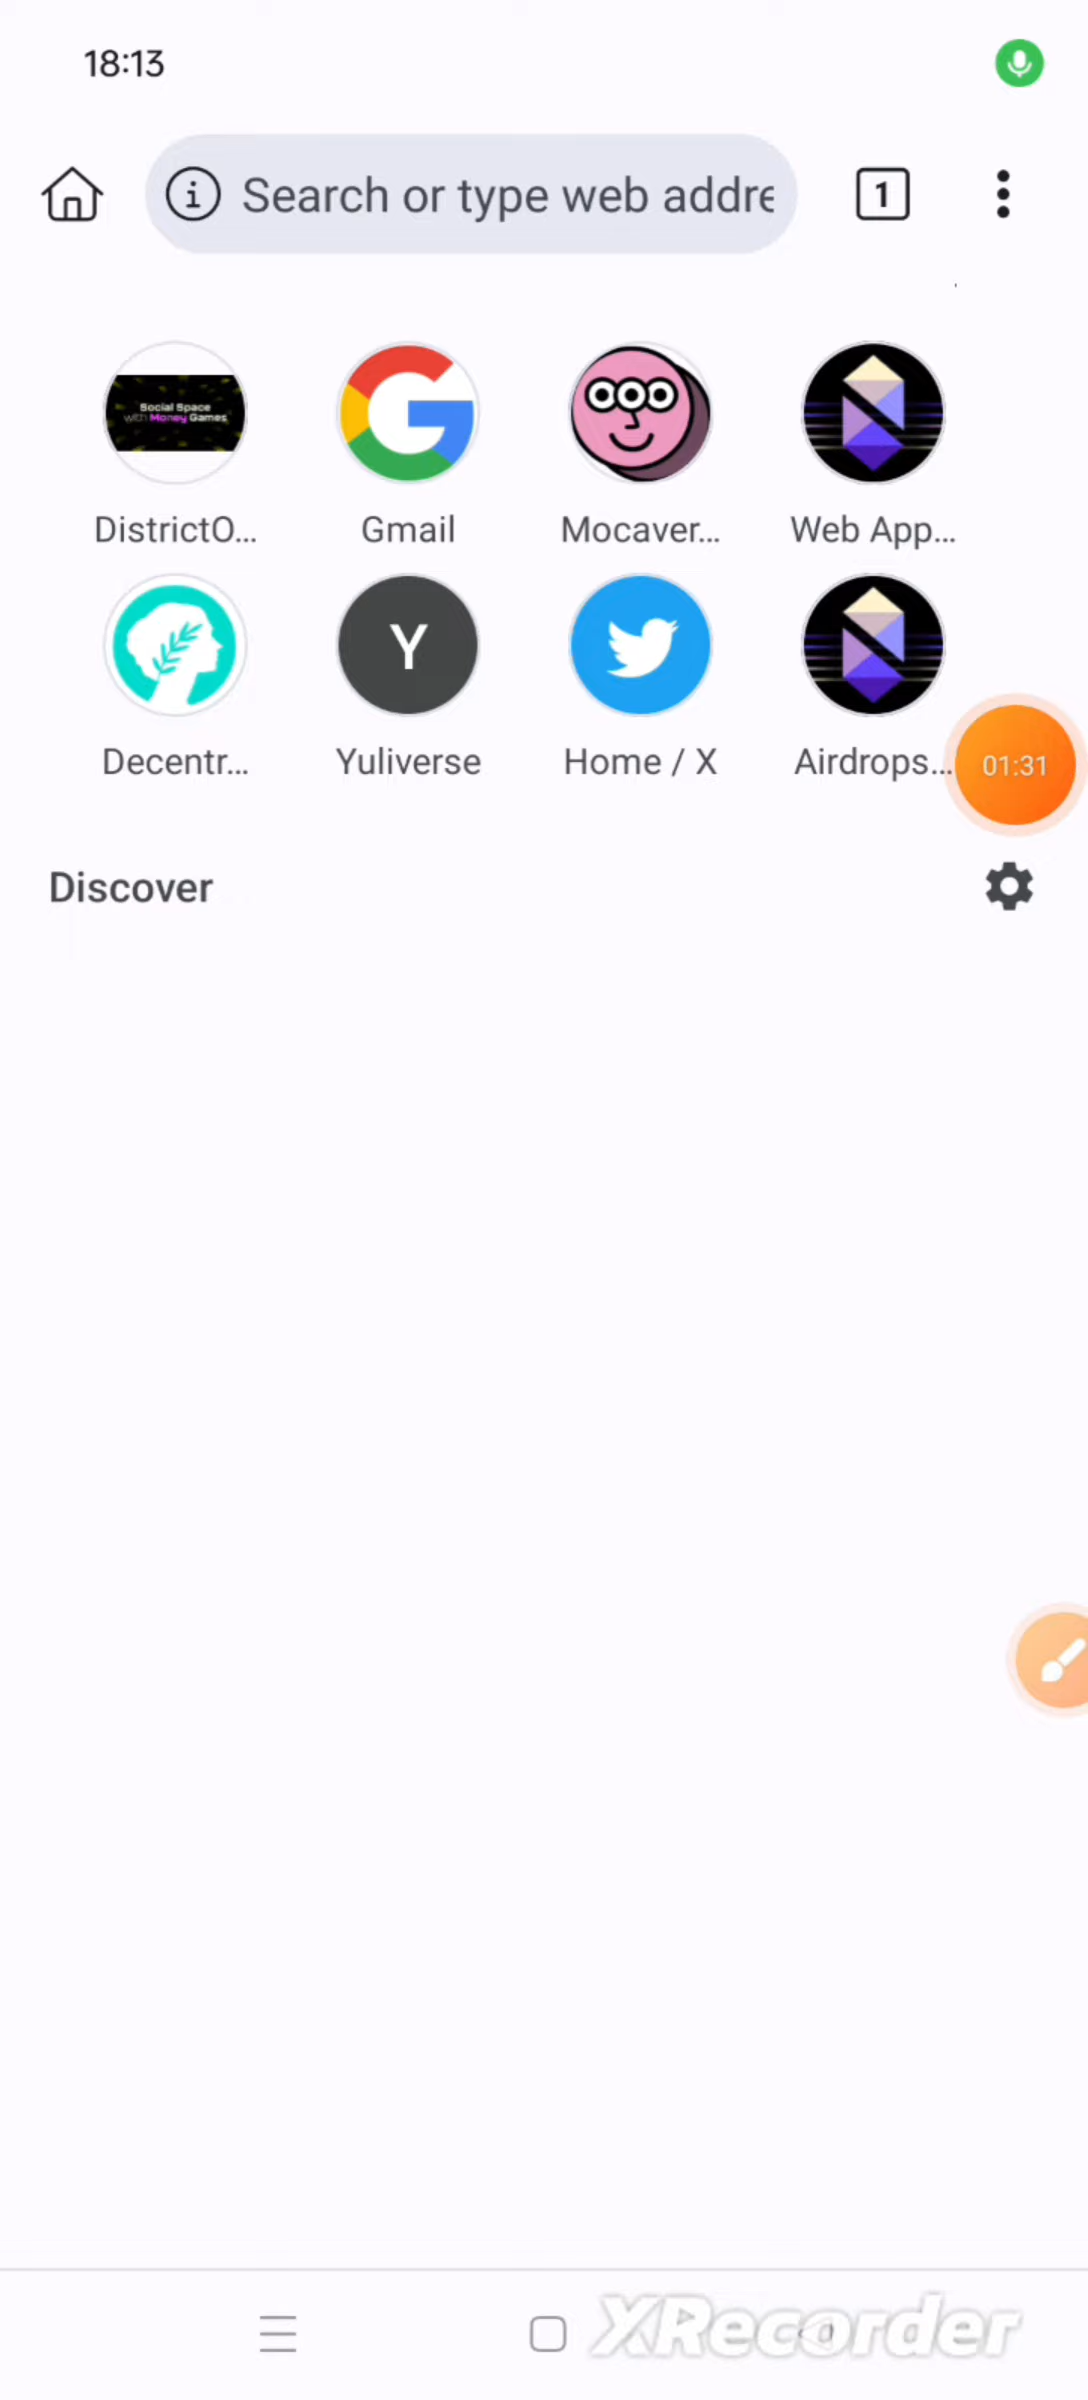 18:13
Search or type web addre
1
Social Space
with Money Games
DistrictO...
Gmail
Mocaver...
Web App...
Y
Decentr...
Yuliverse
Home / X
Airdrops...
01:31
Discover
XRecorder